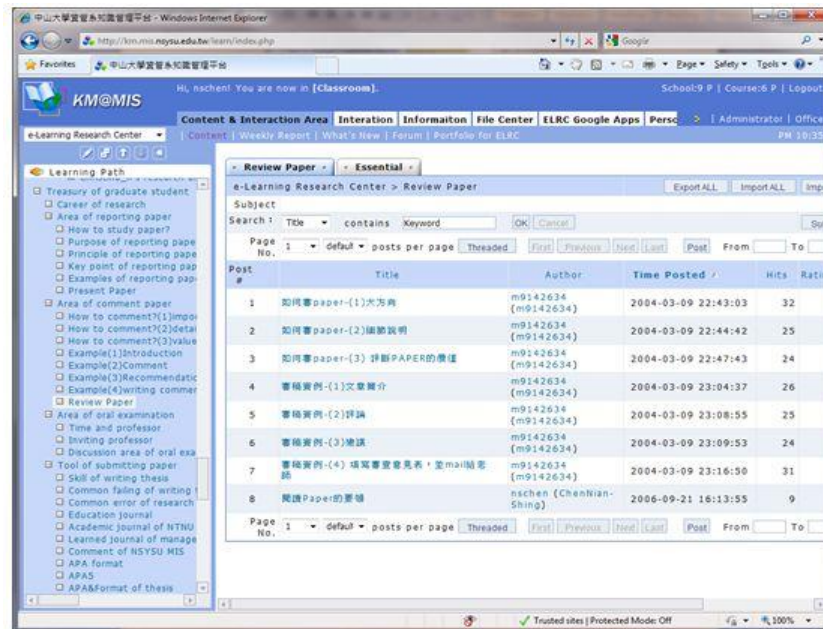 中山大學資管系知識管理平台 - Windows Internet Explorer
http://km.mis.nsysu.edu.tw/learn/index.php
Google
Favorites
中山大學資管系知識管理平台
Page
Safety
Tools
KM@MIS
Hi, nschen! You are now in [Classroom].
School:9 P | Course:6 P | Logout
Content & Interaction Area
Interation
Informaiton
File Center
ELRC Google Apps
Persc
> | Administrator | Office
e-Learning Research Center
| Content | Weekly Report | What's New | Forum | Portfolio for ELRC
PM 10:35
Learning Path
Treasury of graduate student
Career of research
Area of reporting paper
How to study paper?
Purpose of reporting pape
Principle of reporting pape
Key point of reporting pap
Examples of reporting pap
Present Paper
Area of comment paper
How to comment?(1)impo
How to comment?(2)detai
How to comment?(3)value
Example(1)Introduction
Example(2)Comment
Example(3)Recommendatic
Example(4)writing commer
Review Paper
Area of oral examination
Time and professor
Inviting professor
Discussion area of oral exa
Tool of submitting paper
Skill of writing thesis
Common failing of writing t
Common error of research
Education journal
Academic journal of NTNU
Learned journal of manage
Comment of NSYSU MIS
APA format
APA5
APA&Format of thesis
- Review Paper -
- Essential -
e-Learning Research Center > Review Paper
Export ALL
Import ALL
Impo
Subject
Search : Title contains Keyword OK Cancel
Su
Page No. 1 default posts per page Threaded First Previous Next Last Post From To
Post # Title Author Time Posted / Hits Ratin
1 如何審paper-(1)大方向 m9142634 (m9142634) 2004-03-09 22:43:03 32
2 如何審paper-(2)細節說明 m9142634 (m9142634) 2004-03-09 22:44:42 25
3 如何審paper-(3) 評斷PAPER的價值 m9142634 (m9142634) 2004-03-09 22:47:43 24
4 審稿實例-(1)文章簡介 m9142634 (m9142634) 2004-03-09 23:04:37 26
5 審稿實例-(2)評論 m9142634 (m9142634) 2004-03-09 23:08:55 25
6 審稿實例-(3)建議 m9142634 (m9142634) 2004-03-09 23:09:53 24
7 審稿實例-(4) 填寫審查意見表，並mail給老師 m9142634 (m9142634) 2004-03-09 23:16:50 31
8 閱讀Paper的要領 nschen (ChenNian-Shing) 2006-09-21 16:13:55 9
Page No. 1 default posts per page Threaded First Previous Next Last Post From To
Trusted sites | Protected Mode: Off
100%